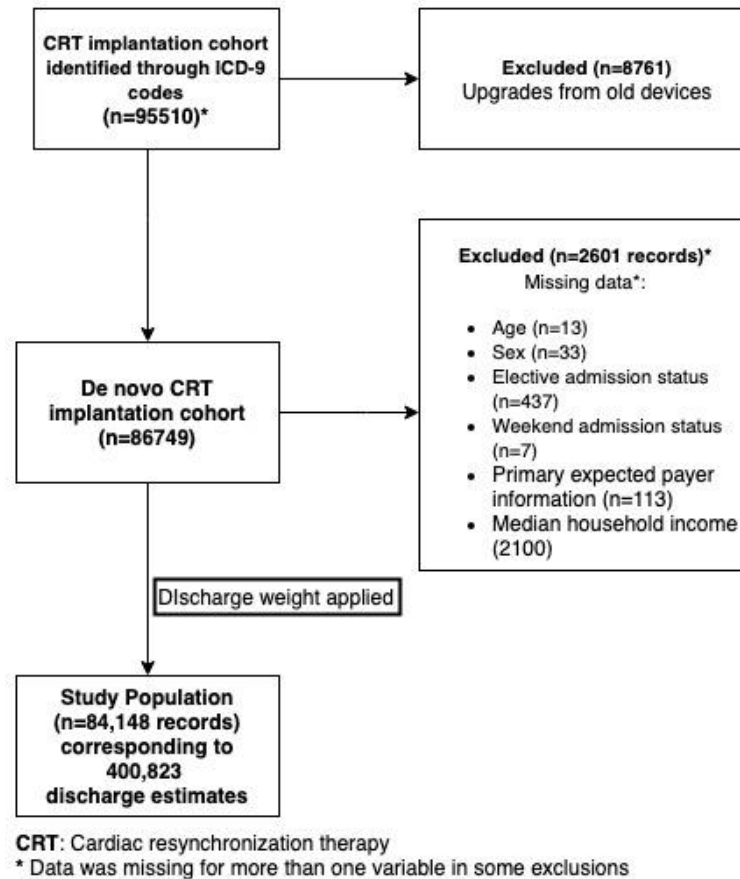 CRT implantation cohort
identified through ICD-9
codes
(n=95510)*
Excluded (n=8761)
Upgrades from old devices
De novo CRT
implantation cohort
(n=86749)
Excluded (n=2601 records)*
Missing data*:
• Age (n=13)
• Sex (n=33)
• Elective admission status
(n=437)
• Weekend admission status
(n=7)
• Primary expected payer
information (n=113)
• Median household income
(2100)
DIscharge weight applied
Study Population
(n=84,148 records)
corresponding to
400,823
discharge estimates
CRT: Cardiac resynchronization therapy
* Data was missing for more than one variable in some exclusions